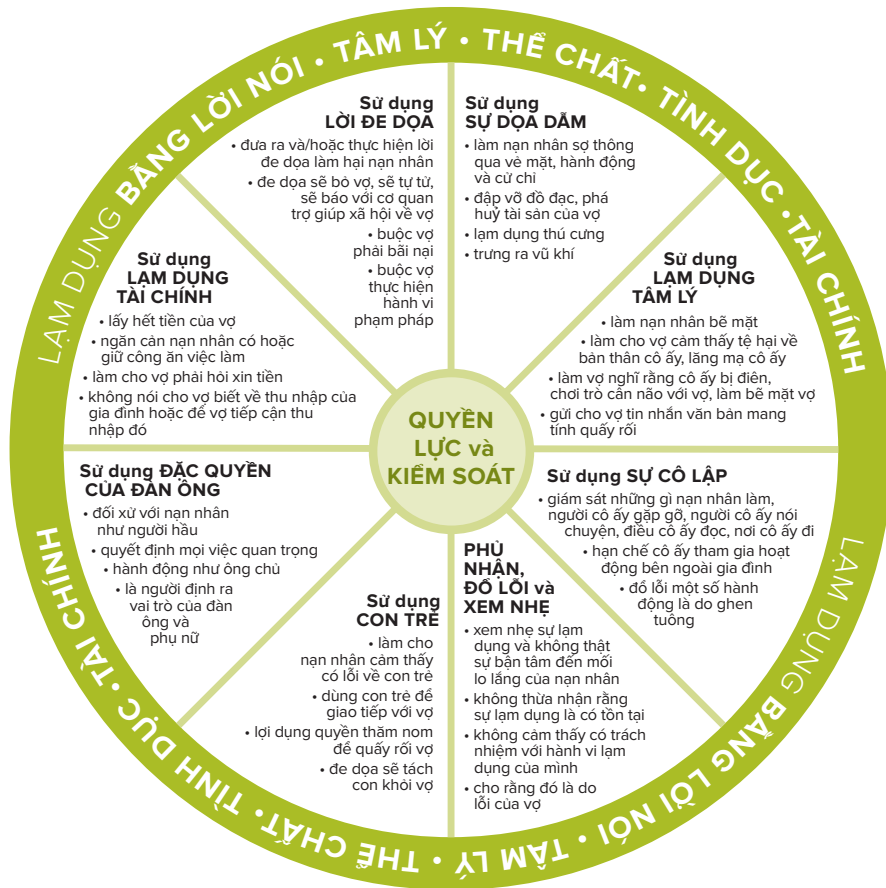 LẠM DỤNG BẰNG LỜI NÓI • TÂM LÝ • THỂ CHẤT • TÌNH DỤC • TÀI CHÍNH
Sử dụng
LỜI ĐE DỌA
• đưa ra và/hoặc thực hiện lời
đe dọa làm hại nạn nhân
• đe dọa sẽ bỏ vợ, sẽ tự tử,
sẽ báo với cơ quan
trợ giúp xã hội về vợ
• buộc vợ
phải bãi nại
• buộc vợ
thực hiện
hành vi
phạm pháp
Sử dụng
SỰ DỌA DẪM
• làm nạn nhân sợ thông
qua vẻ mặt, hành động
và cử chỉ
• đập vỡ đồ đạc, phá
huỷ tài sản của vợ
• lạm dụng thú cưng
• trưng ra vũ khí
Sử dụng
LẠM DỤNG
TÂM LÝ
• làm nạn nhân bẽ mặt
• làm cho vợ cảm thấy tệ hại về
bản thân cô ấy, lăng mạ cô ấy
• làm vợ nghĩ rằng cô ấy bị điên,
chơi trò cân não với vợ, làm bẽ mặt vợ
• gửi cho vợ tin nhắn văn bản mang
tính quấy rối
Sử dụng SỰ CÔ LẬP
• giám sát những gì nạn nhân làm,
người cô ấy gặp gỡ, người cô ấy nói
chuyện, điều cô ấy đọc, nơi cô ấy đi
• hạn chế cô ấy tham gia hoạt
động bên ngoài gia đình
• đổ lỗi một số hành
động là do ghen
tuông
PHỦ
NHẬN,
ĐỔ LỖI và
XEM NHẸ
• xem nhẹ sự lạm
dụng và không thật
sự bận tâm đến mối
lo lắng của nạn nhân
• không thừa nhận rằng
sự lạm dụng là có tồn tại
• không cảm thấy có trách
nhiệm với hành vi lạm
dụng của mình
• cho rằng đó là do
lỗi của vợ
Sử dụng
CON TRẺ
• làm cho
nạn nhân cảm thấy
có lỗi về con trẻ
• dùng con trẻ để
giao tiếp với vợ
• lợi dụng quyền thăm nom
để quấy rối vợ
• đe dọa sẽ tách
con khỏi vợ
Sử dụng ĐẶC QUYỀN
CỦA ĐÀN ÔNG
• đối xử với nạn nhân
như người hầu
• quyết định mọi việc quan trọng
• hành động như ông chủ
• là người định ra
vai trò của đàn
ông và
phụ nữ
Sử dụng
LẠM DỤNG
TÀI CHÍNH
• lấy hết tiền của vợ
• ngăn cản nạn nhân có hoặc
giữ công ăn việc làm
• làm cho vợ phải hỏi xin tiền
• không nói cho vợ biết về thu nhập của
gia đình hoặc để vợ tiếp cận thu
nhập đó
QUYỀN
LỰC và
KIỂM SOÁT
LẠM DỤNG BẰNG LỜI NÓI • TÂM LÝ • THỂ CHẤT • TÌNH DỤC • TÀI CHÍNH